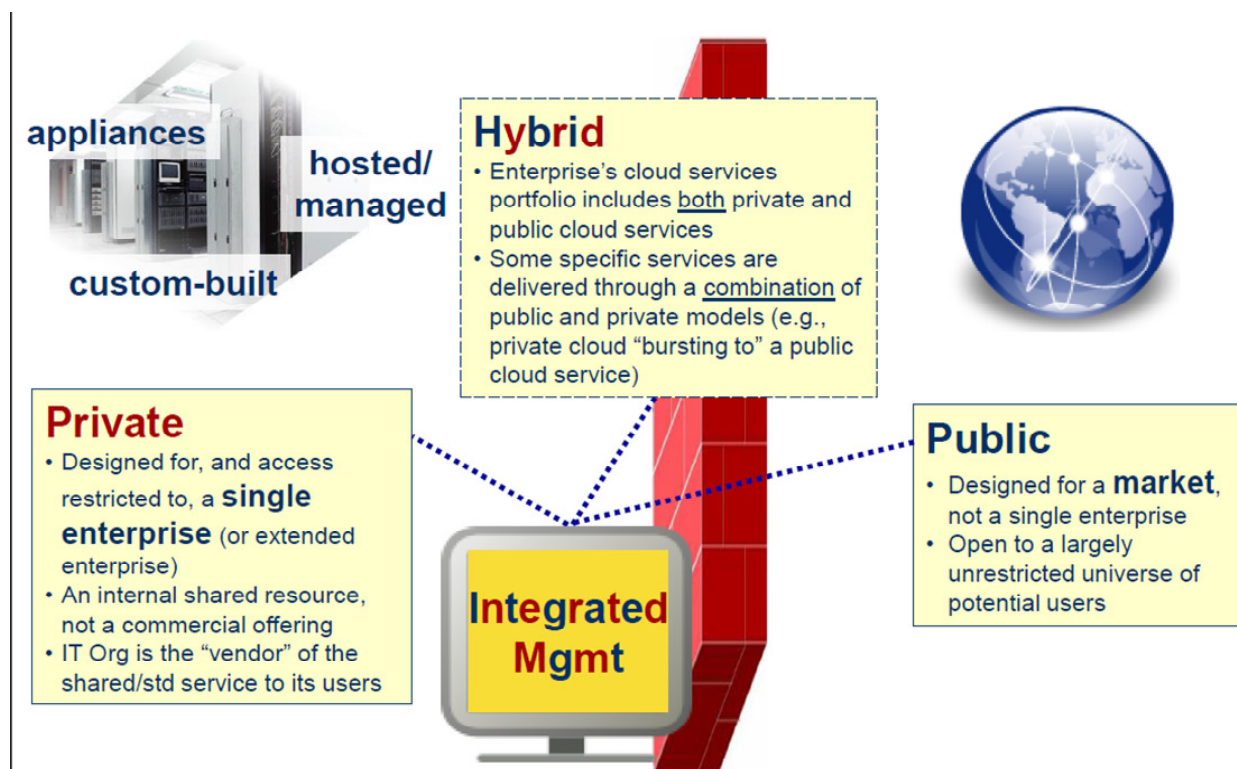 appliances
hosted/
managed
custom-built
Hybrid
• Enterprise's cloud services
portfolio includes both private and
public cloud services
• Some specific services are
delivered through a combination of
public and private models (e.g.,
private cloud “bursting to” a public
cloud service)
Private
• Designed for, and access
restricted to, a single
enterprise (or extended
enterprise)
• An internal shared resource,
not a commercial offering
• IT Org is the “vendor” of the
shared/std service to its users
Integrated
Mgmt
Public
• Designed for a market,
not a single enterprise
• Open to a largely
unrestricted universe of
potential users